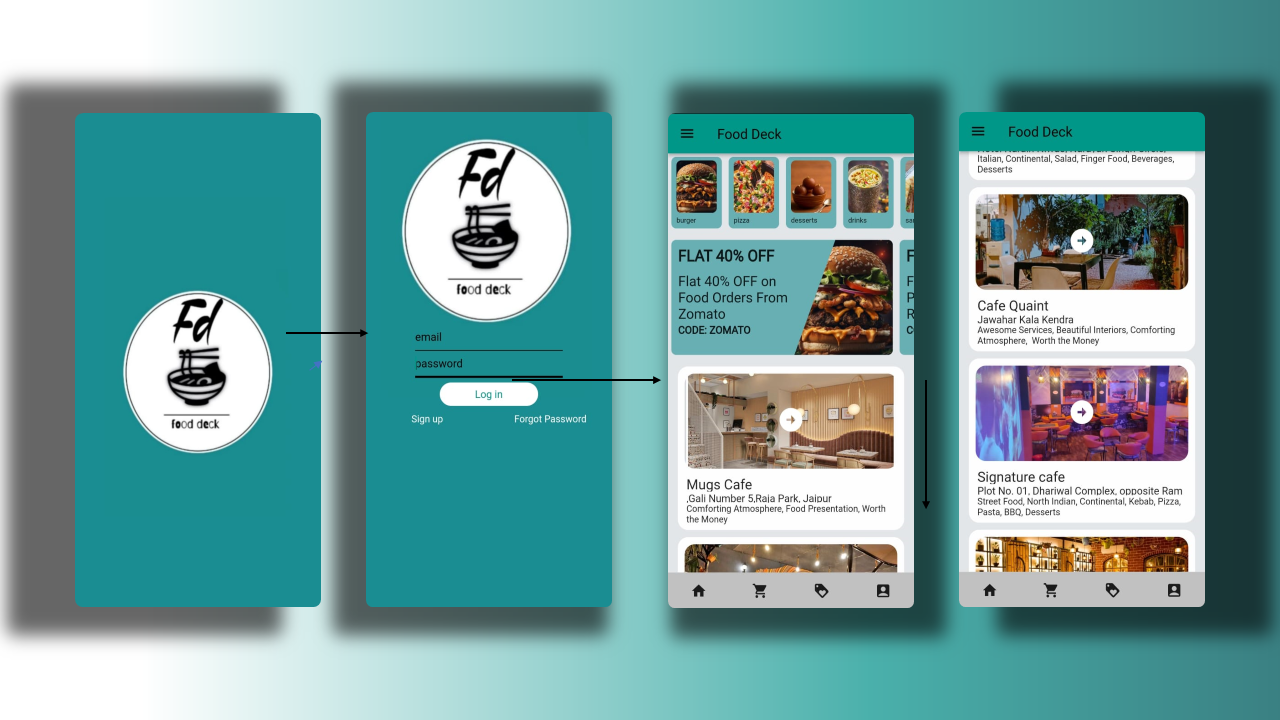 Fd
food deck
Fd
food deck
email
password
Log in
Sign up
Forgot Password
Food Deck
burger
pizza
desserts
drinks
FLAT 40% OFF
Flat 40% OFF on
Food Orders From
Zomato
CODE: ZOMATO
Mugs Cafe
,Gali Number 5,Raja Park, Jaipur
Comforting Atmosphere, Food Presentation, Worth
the Money
Food Deck
Italian, Continental, Salad, Finger Food, Beverages,
Desserts
Cafe Quaint
Jawahar Kala Kendra
Awesome Services, Beautiful Interiors, Comforting
Atmosphere, Worth the Money
Signature cafe
Plot No. 01, Dhariwal Complex, opposite Ram
Street Food, North Indian, Continental, Kebab, Pizza,
Pasta, BBQ, Desserts